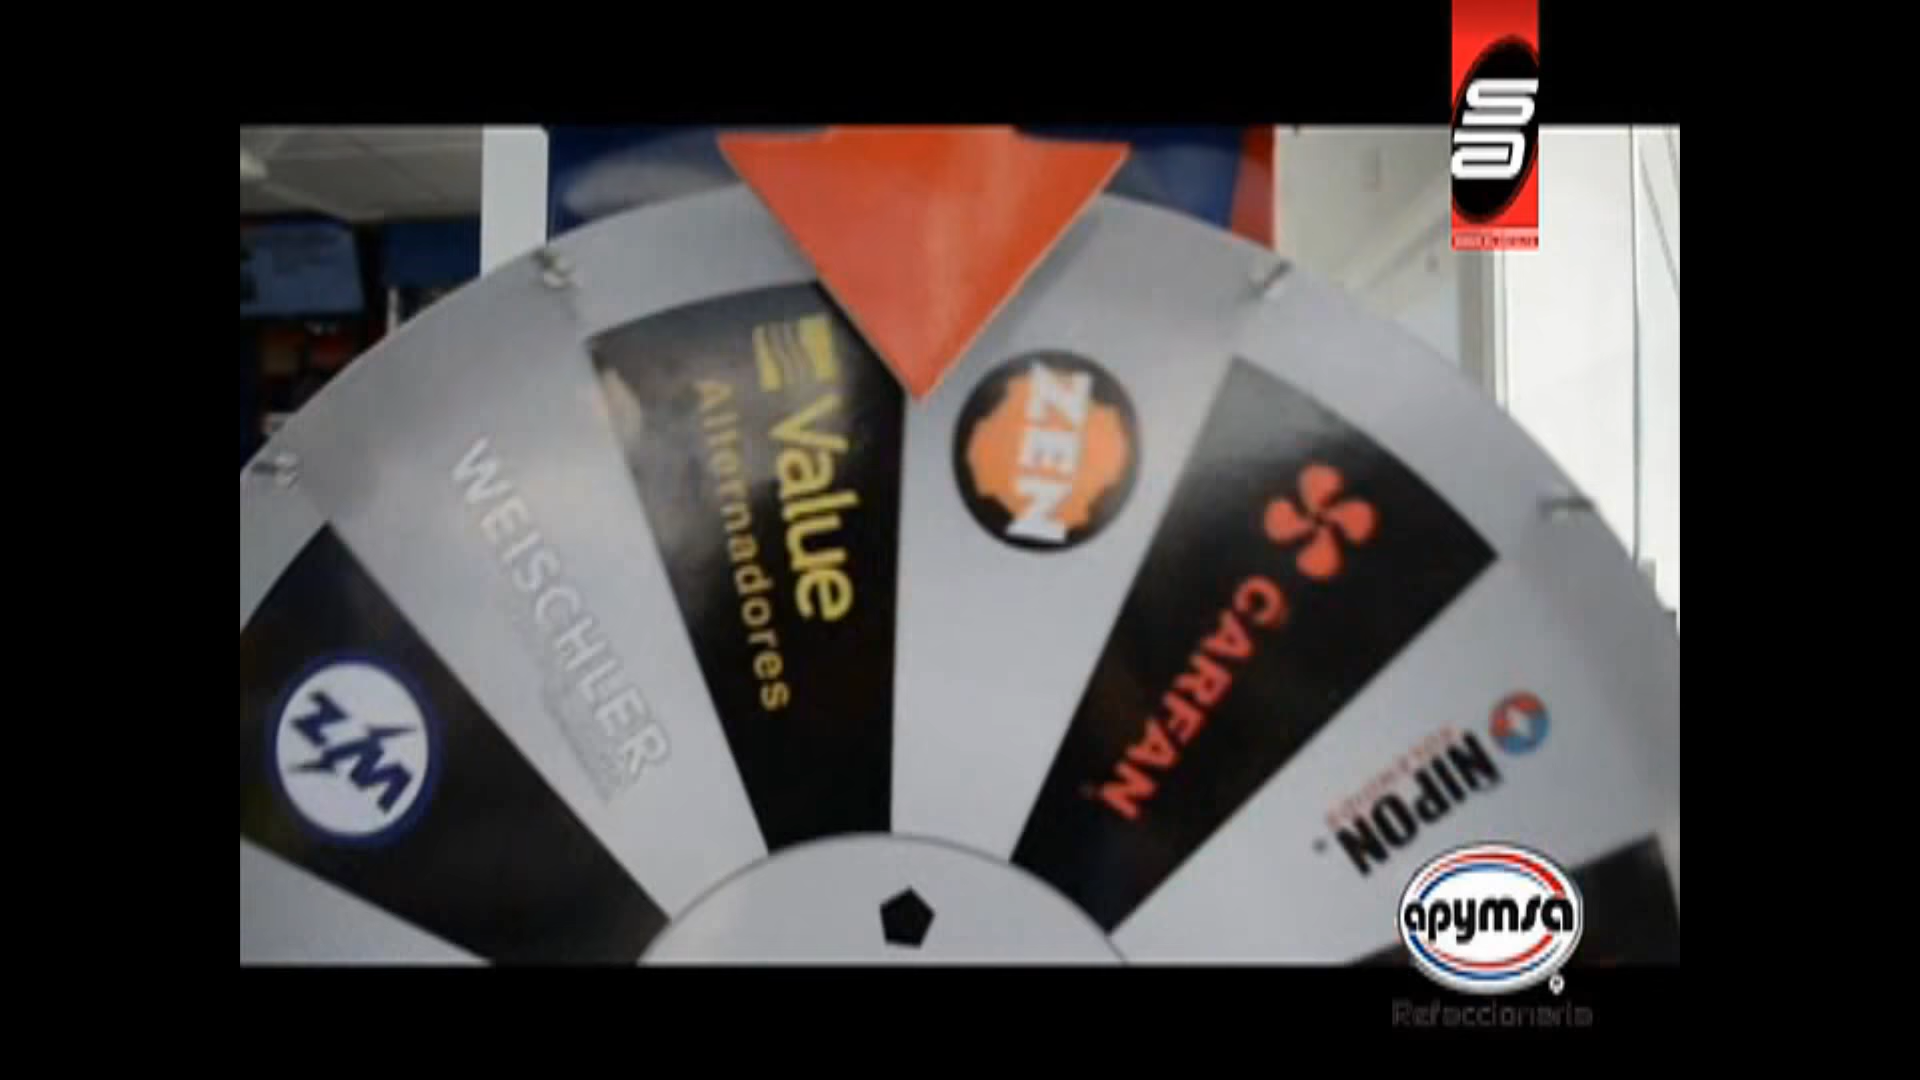 ZM
WEISCHLER
Value
Alternadores
ZEN
CARFAN
NIPON
apymsa
Refaccionaria